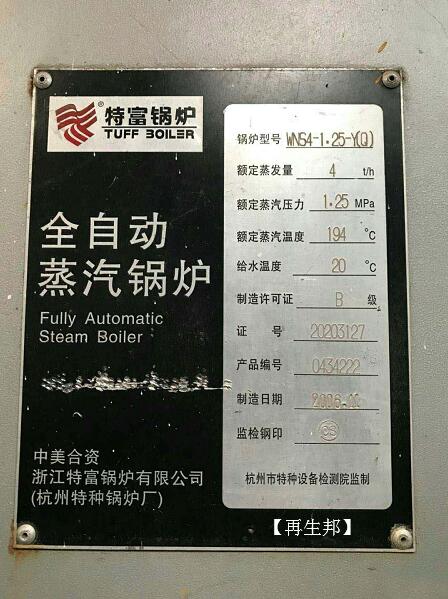 特富锅炉
TUFF BOILER
全自动
蒸汽锅炉
Fully Automatic
Steam Boiler
中美合资
浙江特富锅炉有限公司
(杭州特种锅炉厂)
锅炉型号 WNS4-1.25-Y(Q)
额定蒸发量 4 t/h
额定蒸汽压力 1.25 MPa
额定蒸汽温度 194 °C
给水温度 20 °C
制造许可证 B 级
证 号 20203127
产品编号 0434222
制造日期
监检钢印
杭州市特种设备检测院监制
【再生邦】